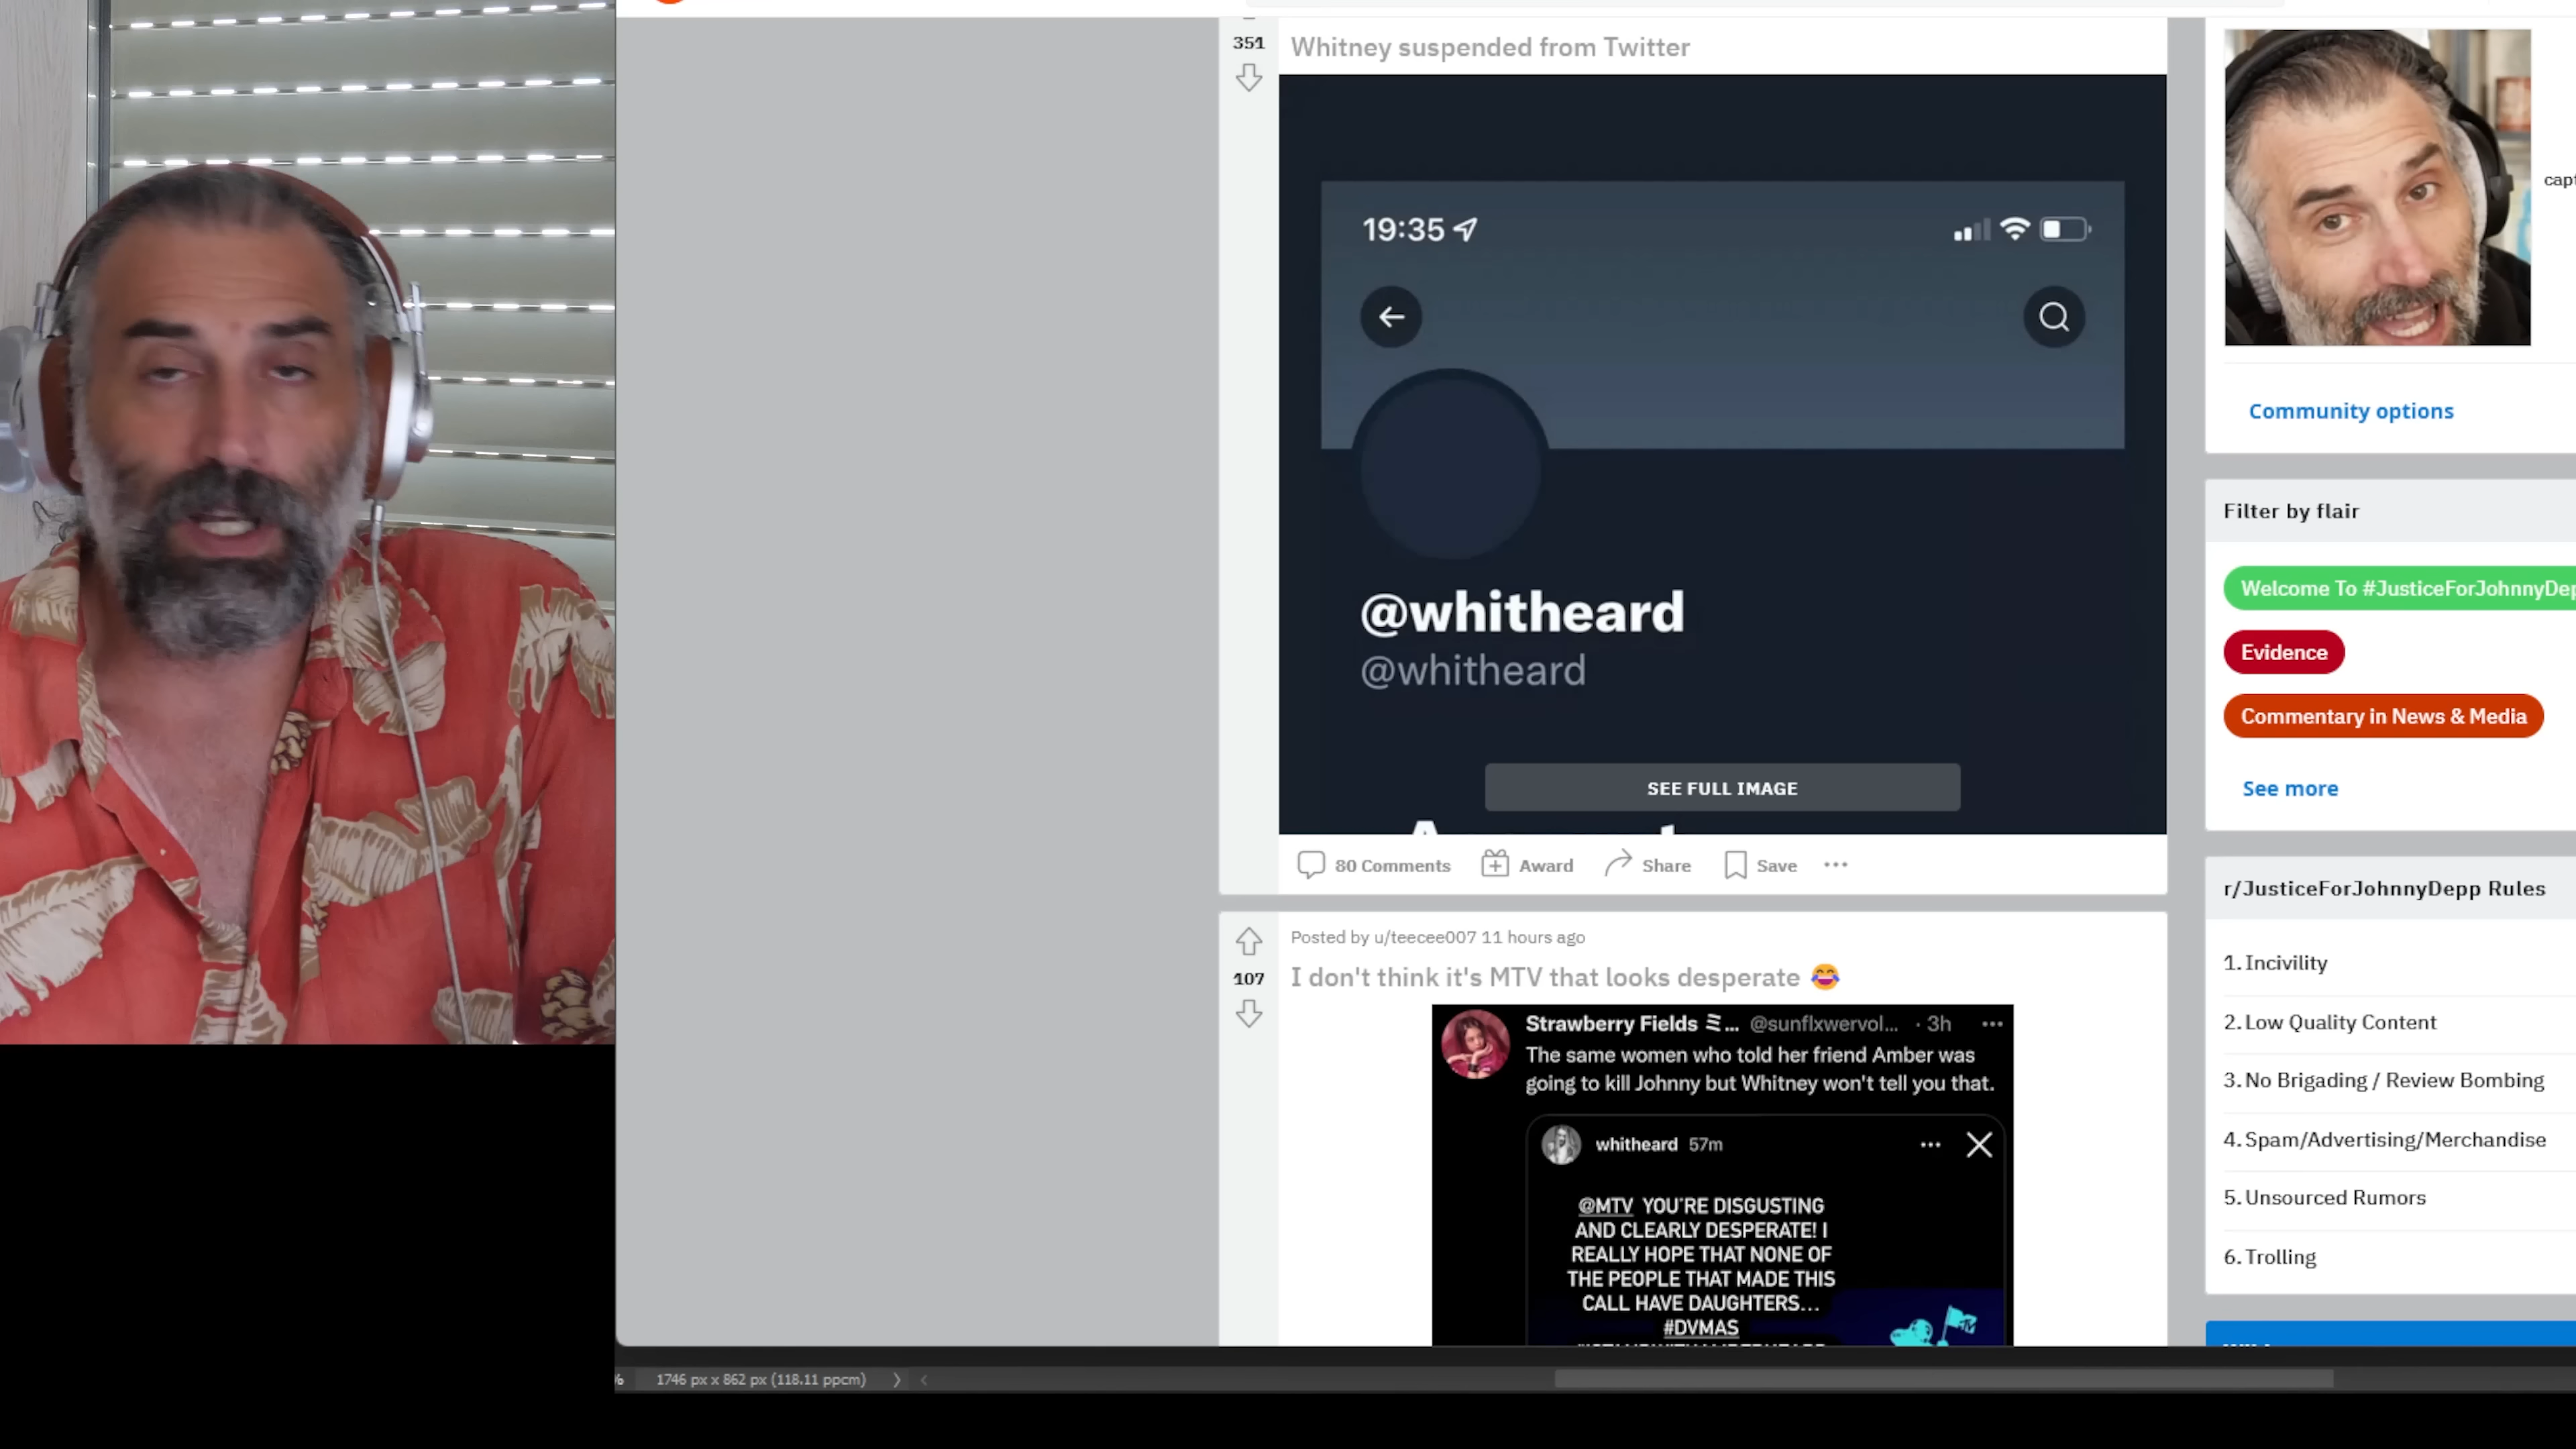 351
Whitney suspended from Twitter
19:35
@whitheard
@whitheard
SEE FULL IMAGE
80 Comments
Award
Share
Save
Posted by u/teecee007 11 hours ago
107
I don't think it's MTV that looks desperate 😂
Strawberry Fields ミ... @sunflxwervol... · 3h
The same women who told her friend Amber was
going to kill Johnny but Whitney won't tell you that.
whitheard 57m
@MTV YOU'RE DISGUSTING
AND CLEARLY DESPERATE! I
REALLY HOPE THAT NONE OF
THE PEOPLE THAT MADE THIS
CALL HAVE DAUGHTERS...
#DVMAS
Community options
Filter by flair
Welcome To #JusticeForJohnnyDep
Evidence
Commentary in News & Media
See more
r/JusticeForJohnnyDepp Rules
1. Incivility
2. Low Quality Content
3. No Brigading / Review Bombing
4. Spam/Advertising/Merchandise
5. Unsourced Rumors
6. Trolling
1746 px x 862 px (118.11 ppcm)